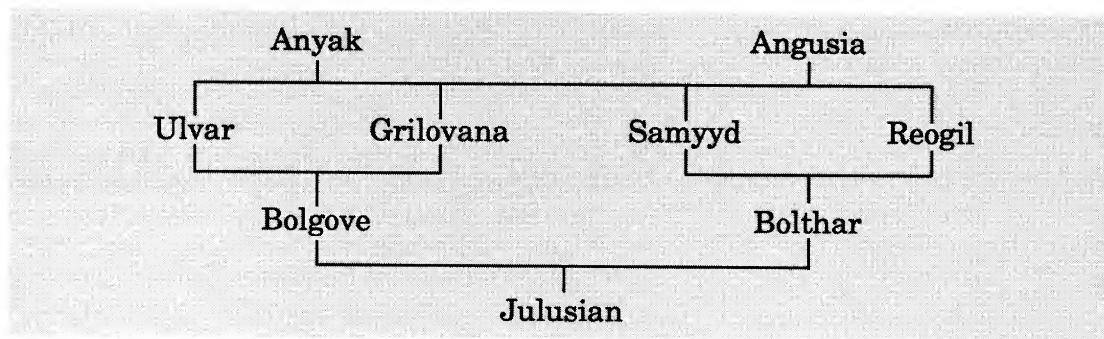 Anyak Angusia
Ulvar Grilovana Samyyd Reogil
Bolgove Bolthar
Julusian